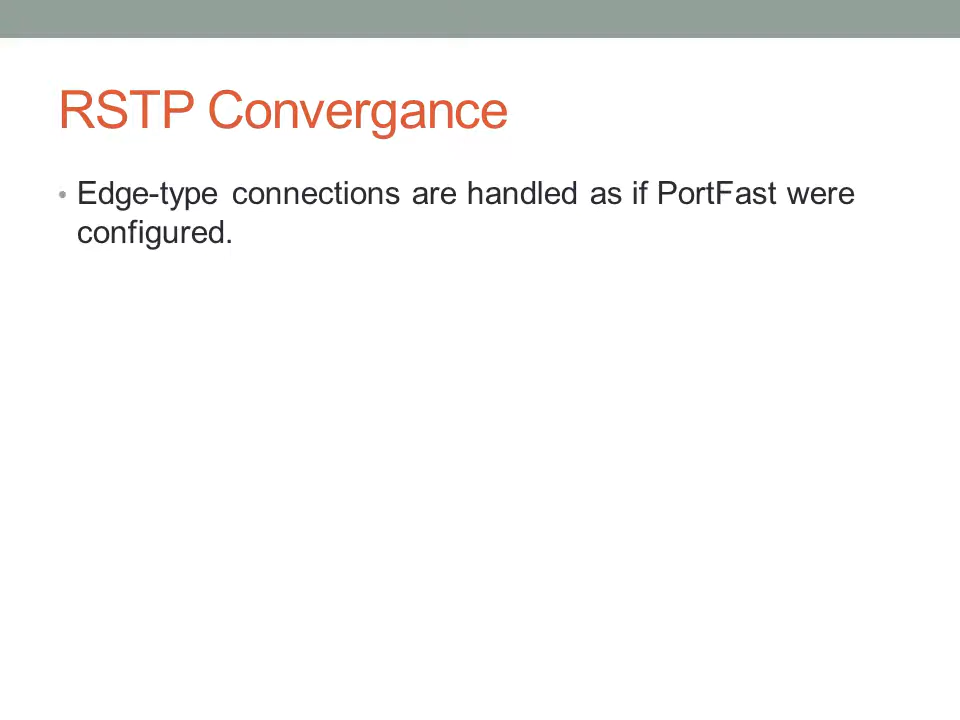 RSTP Convergance
• Edge-type connections are handled as if PortFast were
configured.